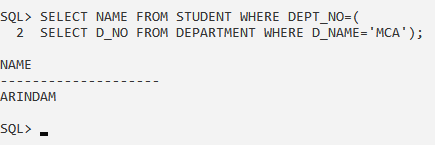 SQL> SELECT NAME FROM STUDENT WHERE DEPT_NO=(
  2  SELECT D_NO FROM DEPARTMENT WHERE D_NAME='MCA');
NAME
--------------------
ARINDAM
SQL>